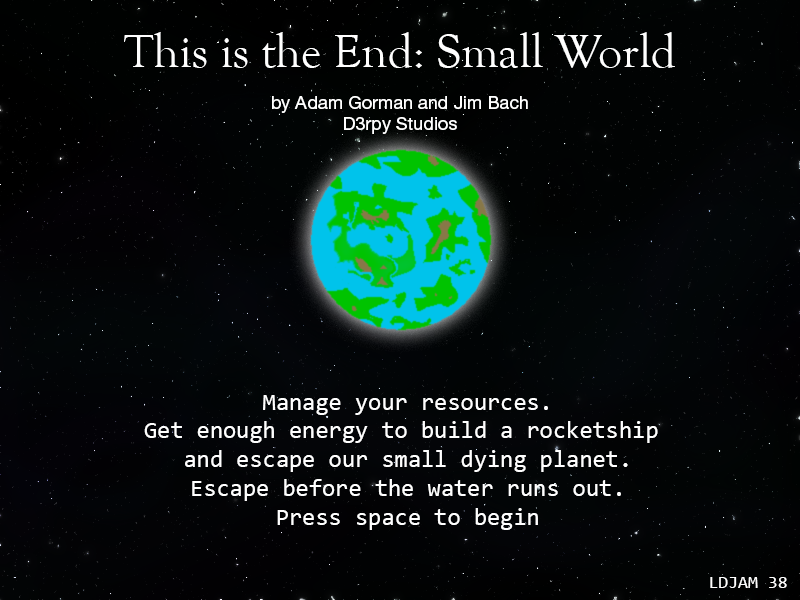 This is the End: Small World
by Adam Gorman and Jim Bach
D3rpy Studios
Manage your resources.
Get enough energy to build a rocketship
and escape our small dying planet.
Escape before the water runs out.
Press space to begin
LDJAM 38